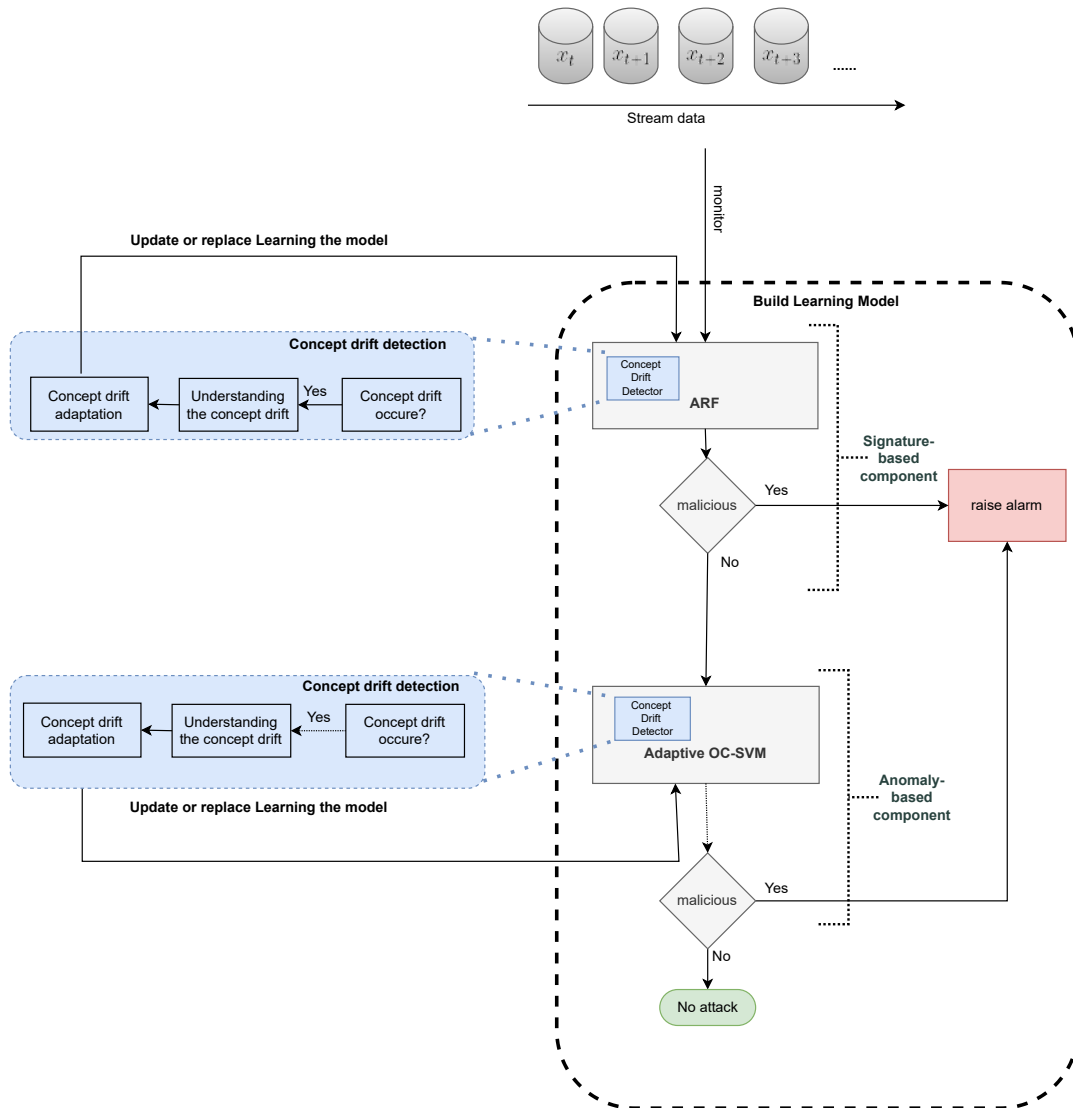 x_t
x_{t+1}
x_{t+2}
x_{t+3}
......
Stream data
monitor
Update or replace Learning the model
Build Learning Model
Concept drift detection
Concept drift
adaptation
Understanding
the concept drift
Yes
Concept drift
occure?
Concept
Drift
Detector
ARF
Signature-
based
component
malicious
Yes
raise alarm
No
Concept drift detection
Concept drift
adaptation
Understanding
the concept drift
Yes
Concept drift
occure?
Concept
Drift
Detector
Adaptive OC-SVM
Update or replace Learning the model
Anomaly-
based
component
malicious
Yes
No
No attack